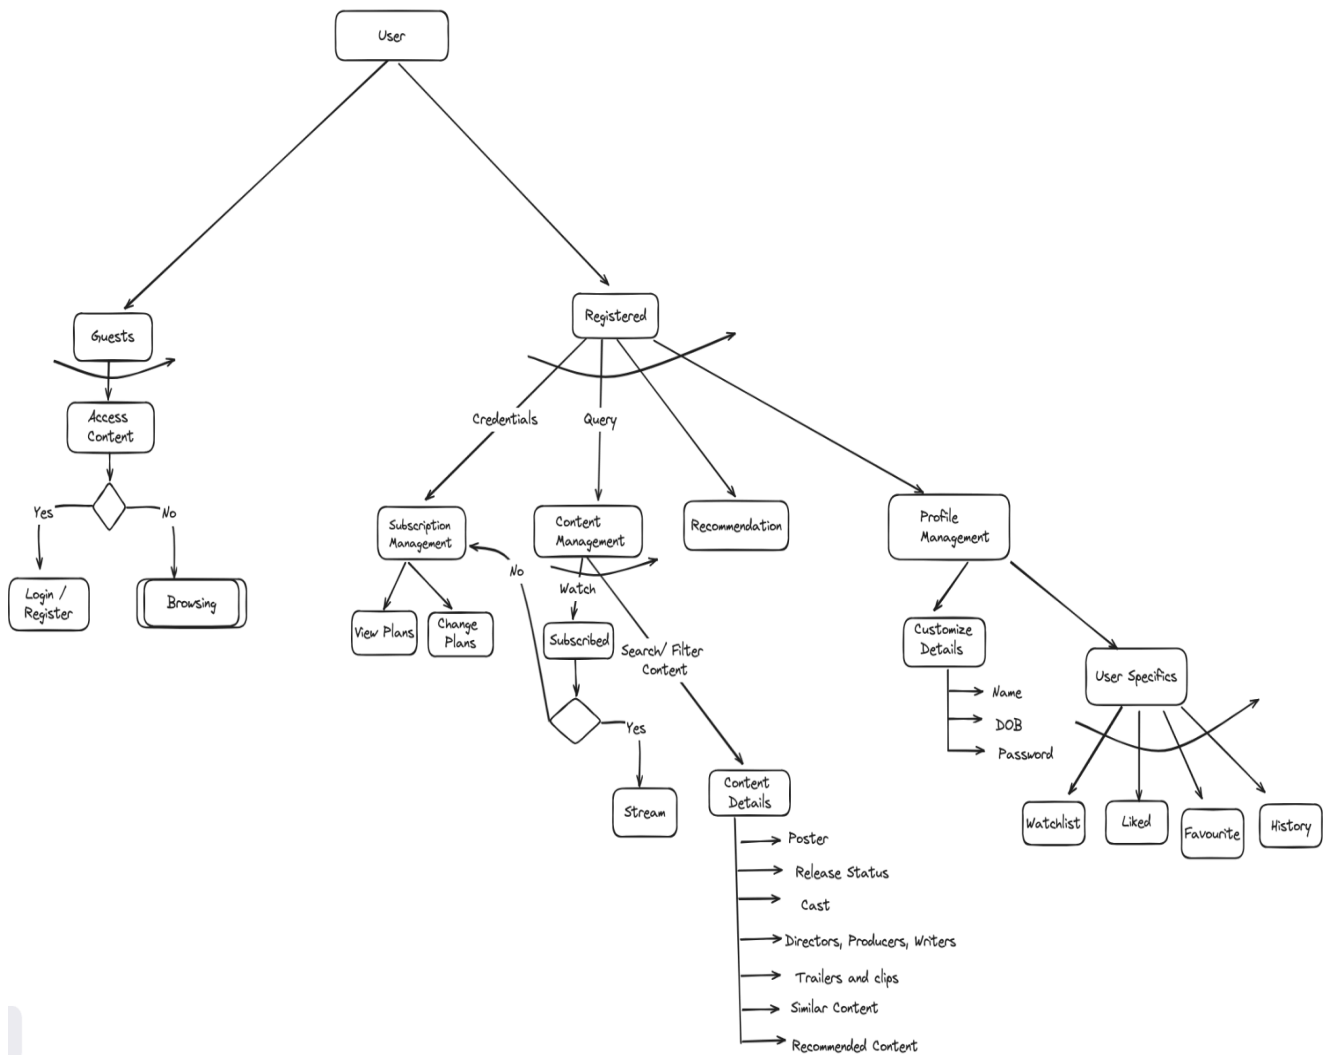 User
Guests
Registered
Access
Content
Credentials
Query
Yes
No
Subscription
Management
Content
Management
Recommendation
Profile
Management
Login /
Register
Browsing
No
Watch
View Plans
Change
Plans
Subscribed
Search/ Filter
Content
Customize
Details
User Specifics
Name
DOB
Password
Yes
Stream
Content
Details
Watchlist
Liked
Favourite
History
Poster
Release Status
Cast
Directors, Producers, Writers
Trailers and clips
Similar Content
Recommended Content